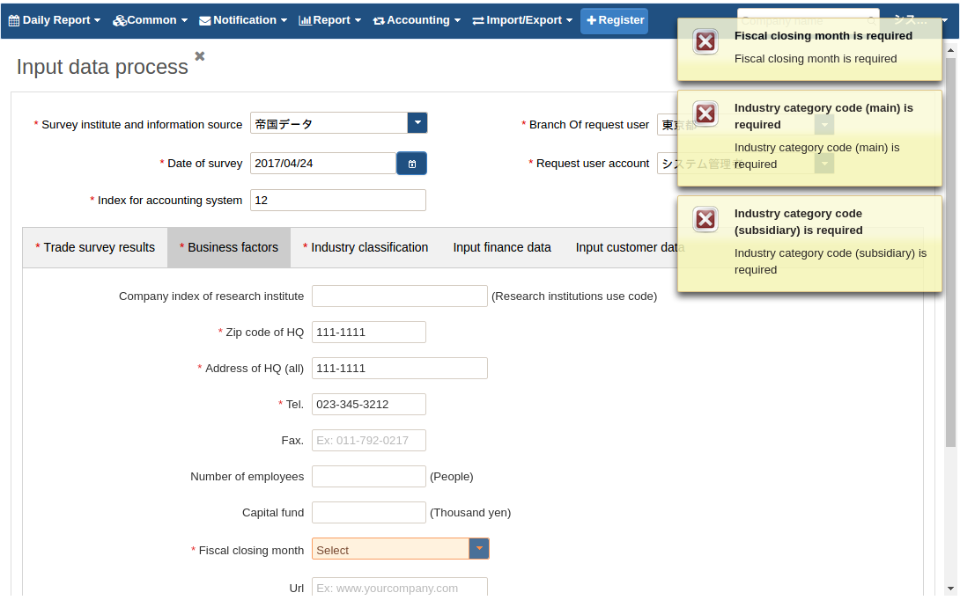 Daily Report Common Notification Report Accounting Import/Export Register Company name シス...
Input data process
* Survey institute and information source 帝国データ * Branch Of request user 東京都
* Date of survey 2017/04/24 * Request user account システム管理者
* Index for accounting system 12
* Trade survey results * Business factors * Industry classification Input finance data Input customer data
Fiscal closing month is required
Fiscal closing month is required
Industry category code (main) is
required
Industry category code (main) is
required
Industry category code
(subsidiary) is required
Industry category code (subsidiary) is
required
Company index of research institute (Research institutions use code)
* Zip code of HQ 111-1111
* Address of HQ (all) 111-1111
* Tel. 023-345-3212
Fax. Ex: 011-792-0217
Number of employees (People)
Capital fund (Thousand yen)
* Fiscal closing month Select
Url Ex: www.yourcompany.com